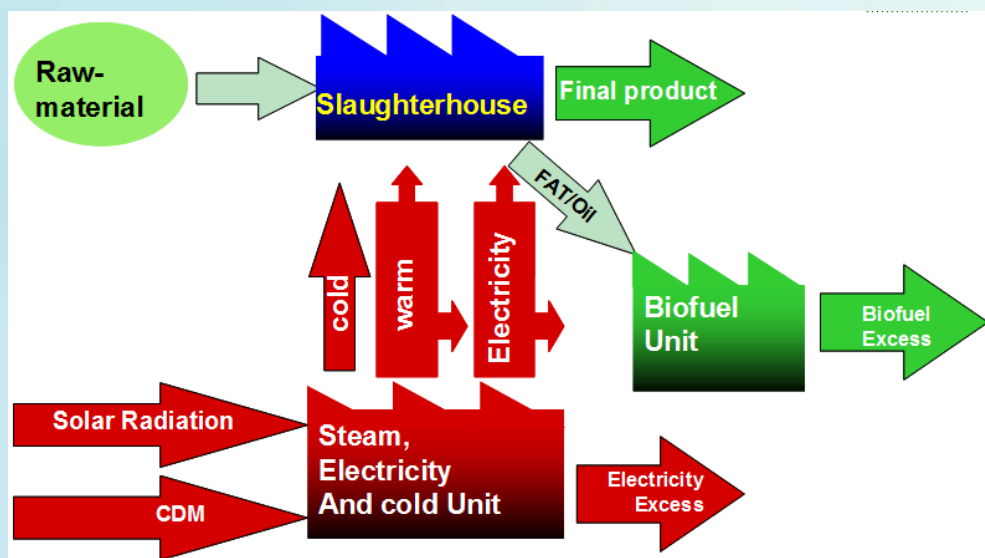 Raw-
material
Slaughterhouse
Final product
FAT/Oil
cold
warm
Electricity
Biofuel
Unit
Biofuel
Excess
Solar Radiation
CDM
Steam,
Electricity
And cold Unit
Electricity
Excess